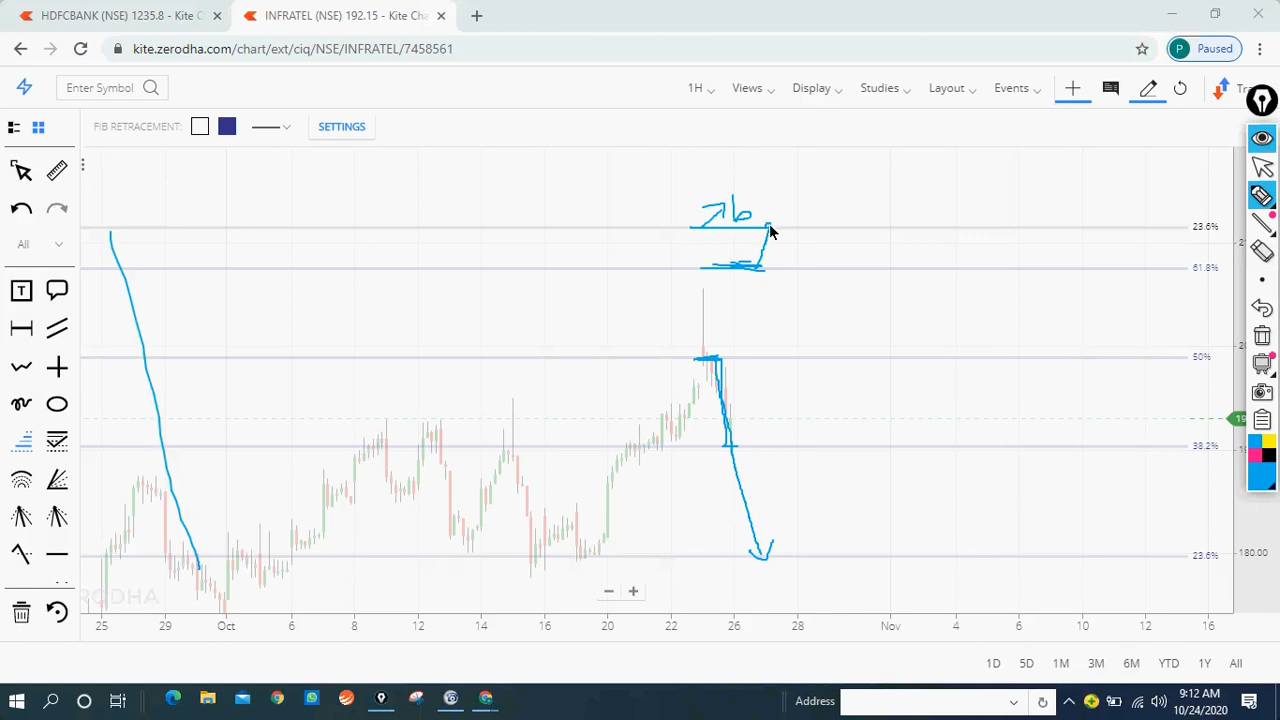 HDFCBANK (NSE) 1235.8 - Kite C
INFRATEL (NSE) 192.15 - Kite Cha
kite.zerodha.com/chart/ext/ciq/NSE/INFRATEL/7458561
P Paused
Enter Symbol
1H Views Display Studies Layout Events Tra
FIB RETRACEMENT: SETTINGS
All
T
b
23.6%
61.8%
50%
38.2%
23.6%
180.00
ZERODHA
25 29 Oct 6 8 12 14 16 20 22 26 28 Nov 4 6 12 16
1D 5D 1M 3M 6M YTD 1Y All
Address
9:12 AM
10/24/2020